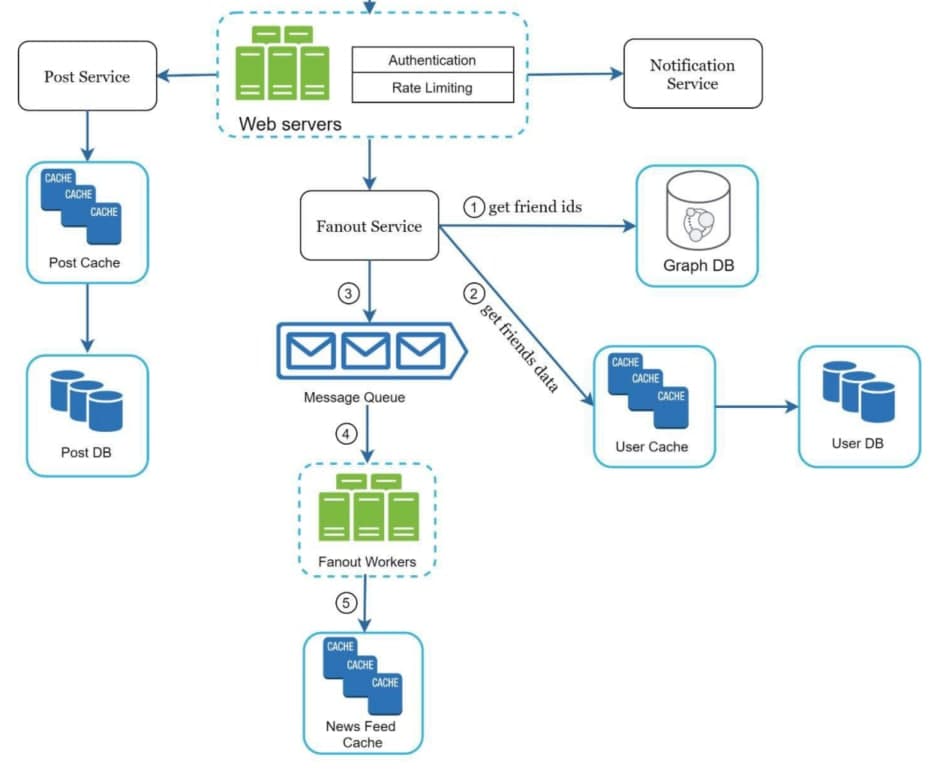 Authentication
Rate Limiting
Web servers
Post Service
Notification
Service
CACHE
CACHE
CACHE
Post Cache
Post DB
Fanout Service
1 get friend ids
Graph DB
2 get friends data
CACHE
CACHE
CACHE
User Cache
User DB
3
Message Queue
4
Fanout Workers
5
CACHE
CACHE
CACHE
News Feed
Cache